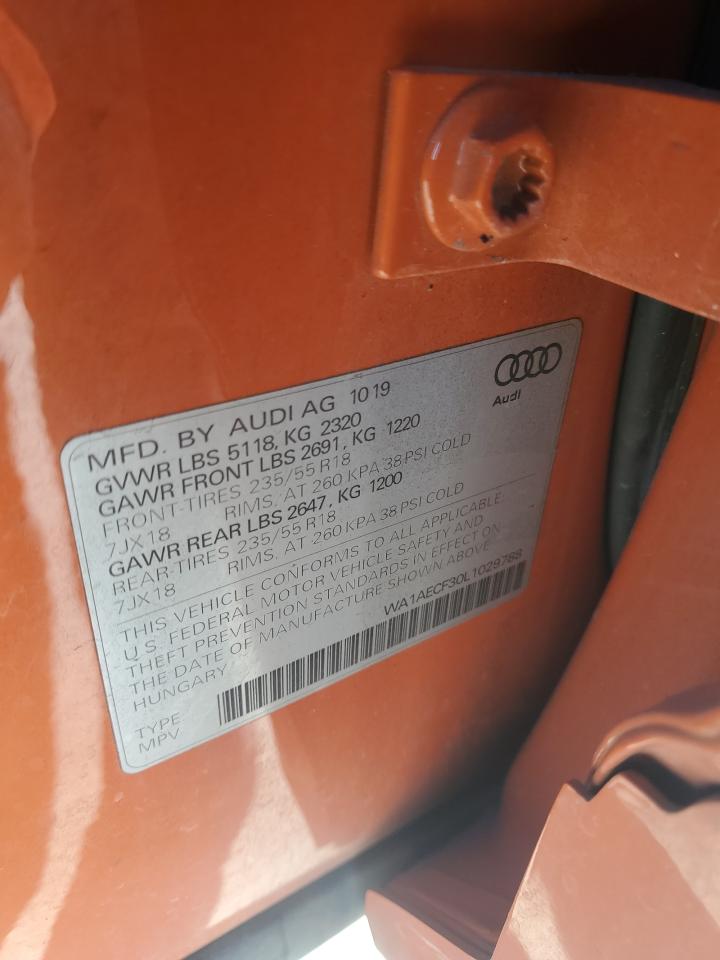 Audi
MFD. BY AUDI AG 10 19
GVWR LBS 5118, KG 2320
GAWR FRONT LBS 2691, KG 1220
FRONT-TIRES 235/55 R18
7JX18 RIMS, AT 260 KPA 38 PSI COLD
GAWR REAR LBS 2647, KG 1200
REAR-TIRES 235/55 R18
7JX18 RIMS, AT 260 KPA 38 PSI COLD
THIS VEHICLE CONFORMS TO ALL APPLICABLE
U.S. FEDERAL MOTOR VEHICLE SAFETY AND
THEFT PREVENTION STANDARDS IN EFFECT ON
THE DATE OF MANUFACTURE SHOWN ABOVE
HUNGARY WA1AECF30L1029788
TYPE
MPV